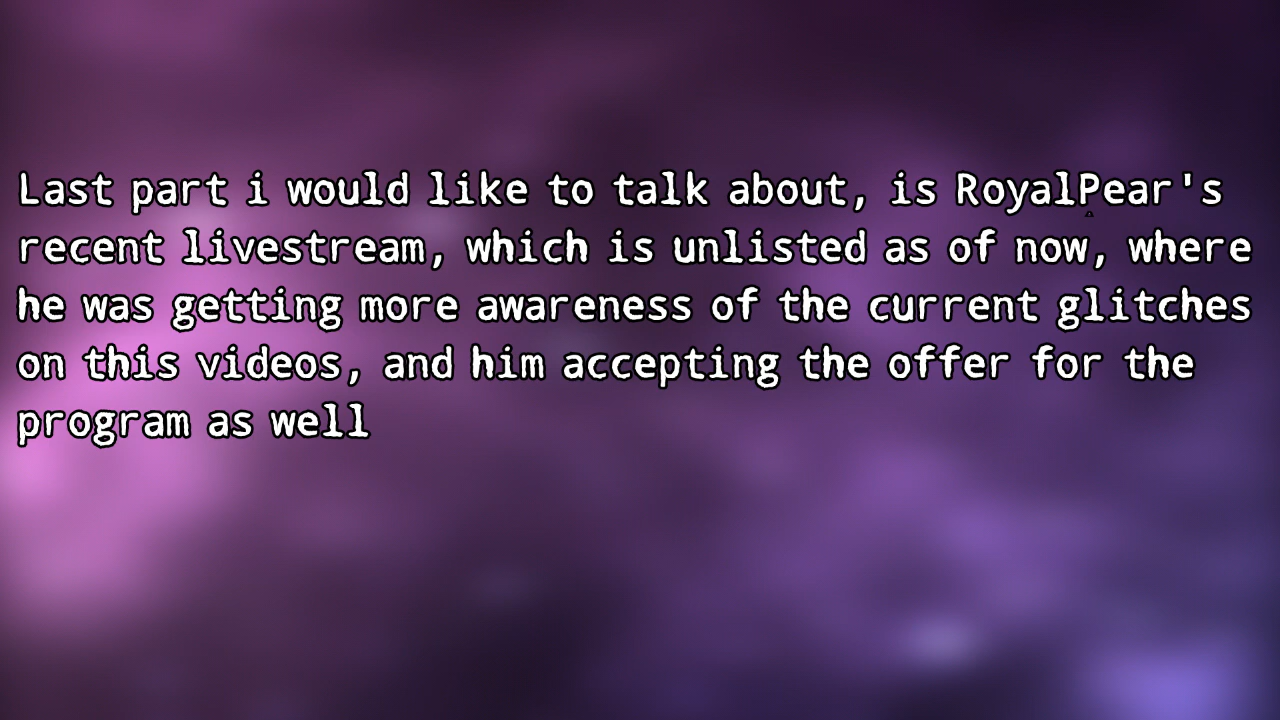 Last part i would like to talk about, is RoyalPear's
recent livestream, which is unlisted as of now, where
he was getting more awareness of the current glitches
on this videos, and him accepting the offer for the
program as well